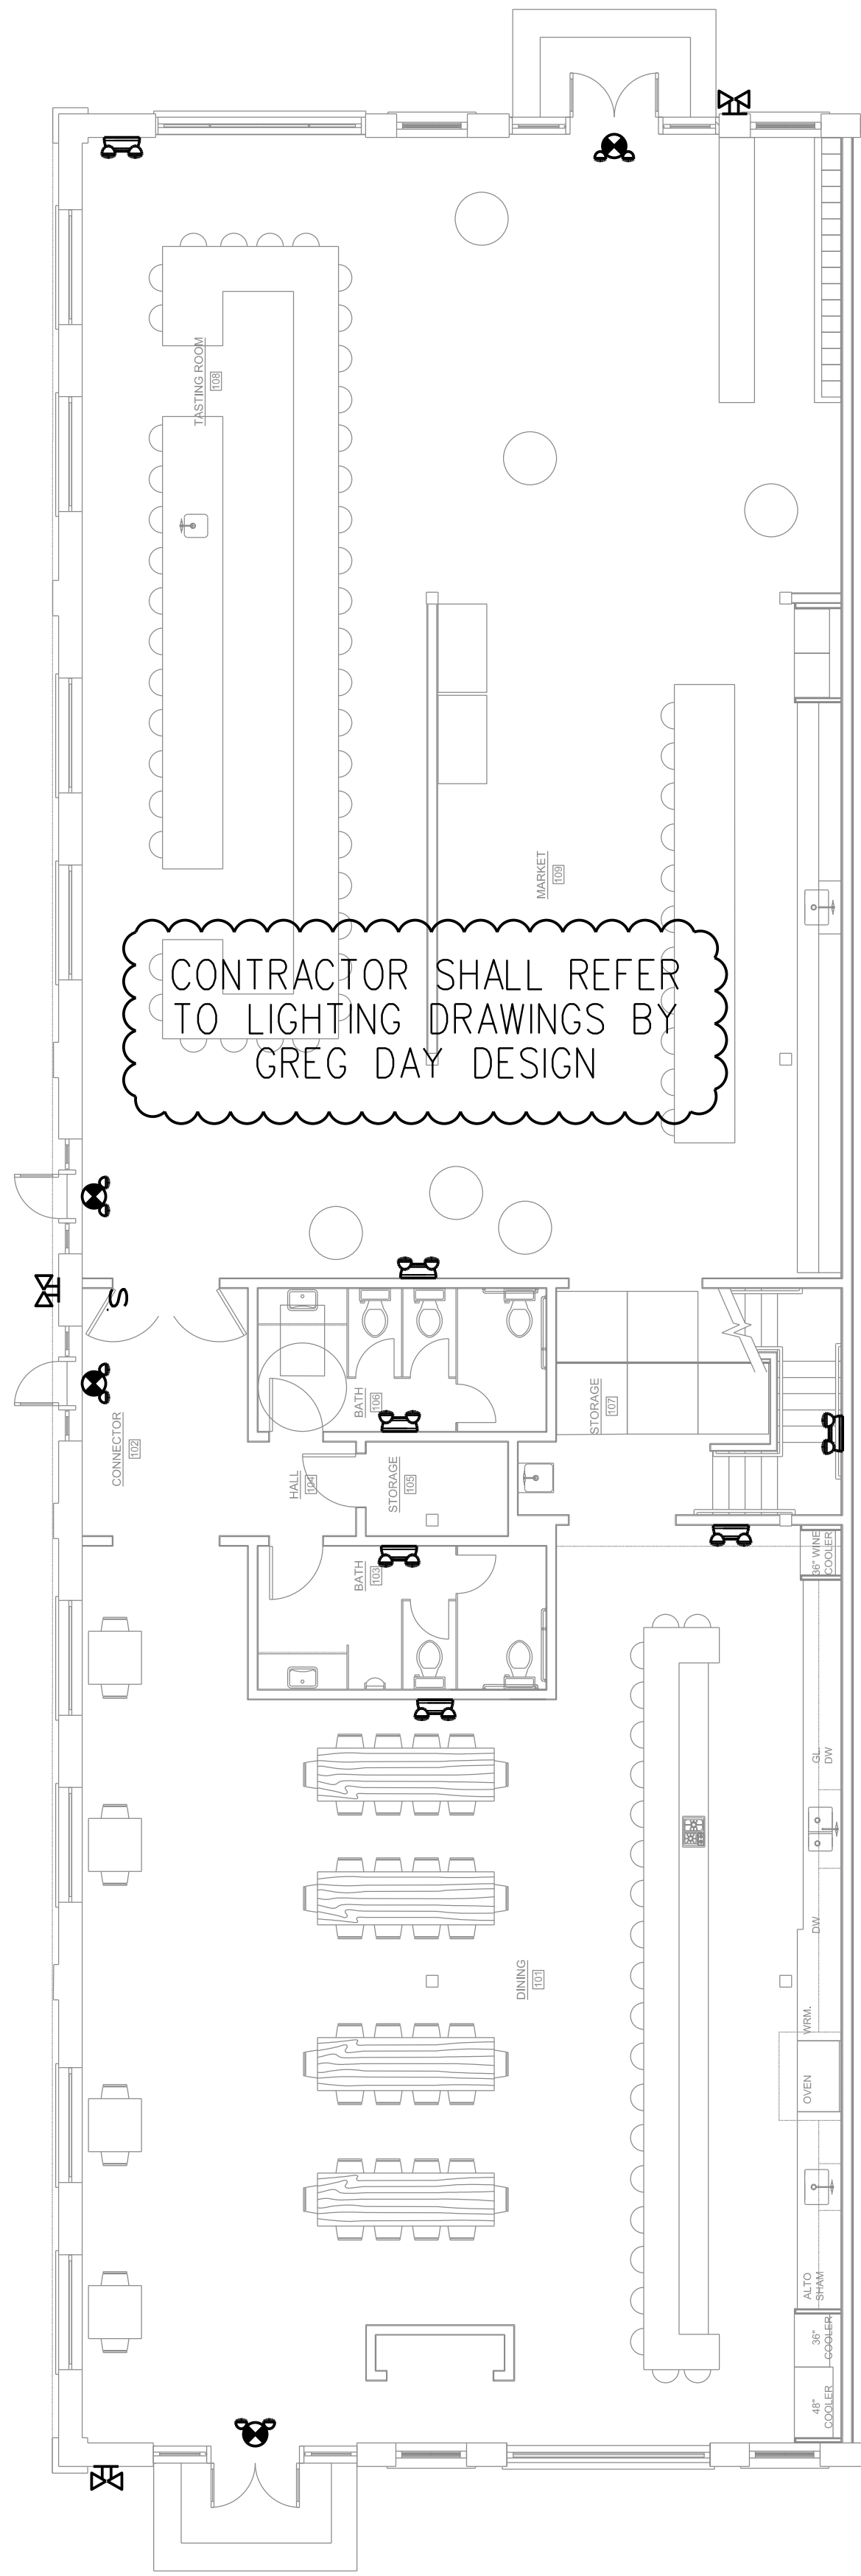 TASTING ROOM
108
MARKET
109
CONTRACTOR SHALL REFER
TO LIGHTING DRAWINGS BY
GREG DAY DESIGN
S
CONNECTOR
102
HALL
104
BATH
106
STORAGE
105
STORAGE
107
BATH
103
36" WINE
COOLER
GL.
DW
DW
DINING
101
WRM.
OVEN
ALTO
SHAM
36"
COOLER
48"
COOLER